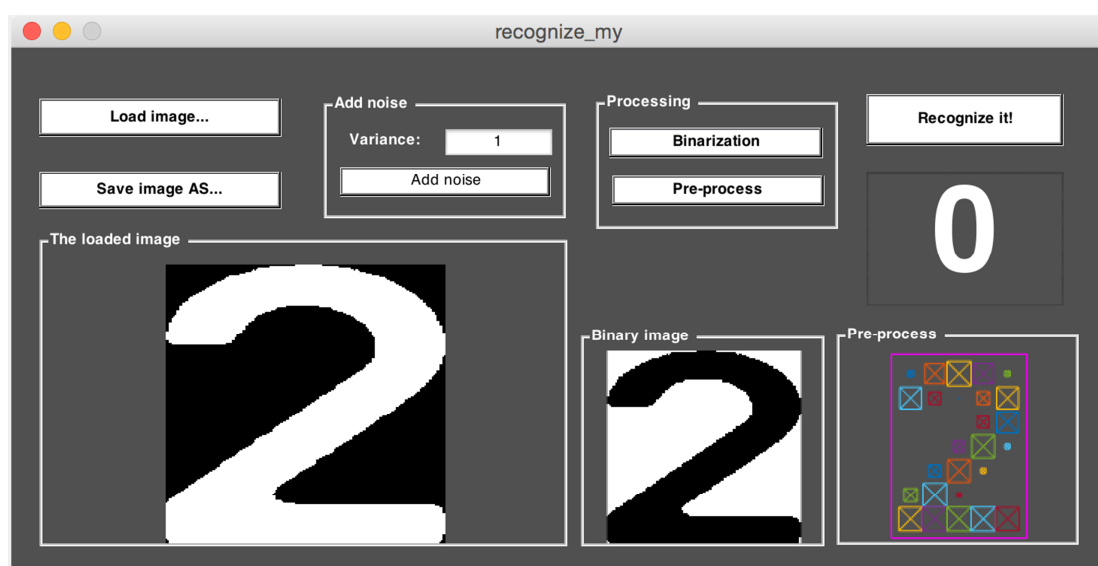 recognize_my
Load image...
Save image AS...
Add noise
Variance: 1
Add noise
Processing
Binarization
Pre-process
Recognize it!
0
The loaded image
2
Binary image
2
Pre-process